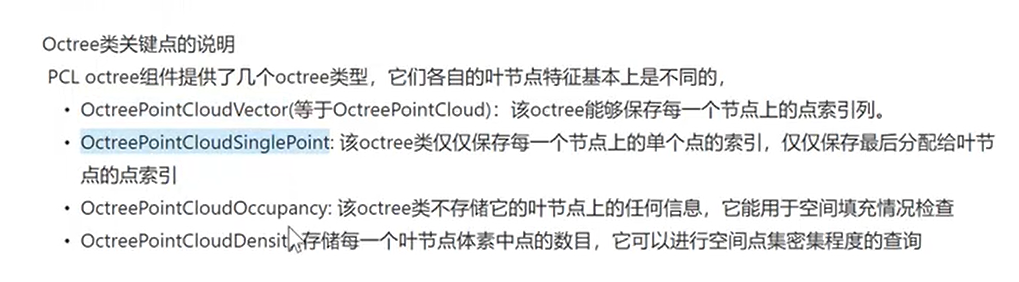 Octree类关键点的说明
PCL octree组件提供了几个octree类型，它们各自的叶节点特征基本上是不同的，
• OctreePointCloudVector(等于OctreePointCloud)：该octree能够保存每一个节点上的点索引列。
• OctreePointCloudSinglePoint: 该octree类仅仅保存每一个节点上的单个点的索引，仅仅保存最后分配给叶节
点的点索引
• OctreePointCloudOccupancy: 该octree类不存储它的叶节点上的任何信息，它能用于空间填充情况检查
• OctreePointCloudDensit 存储每一个叶节点体素中点的数目，它可以进行空间点集密集程度的查询